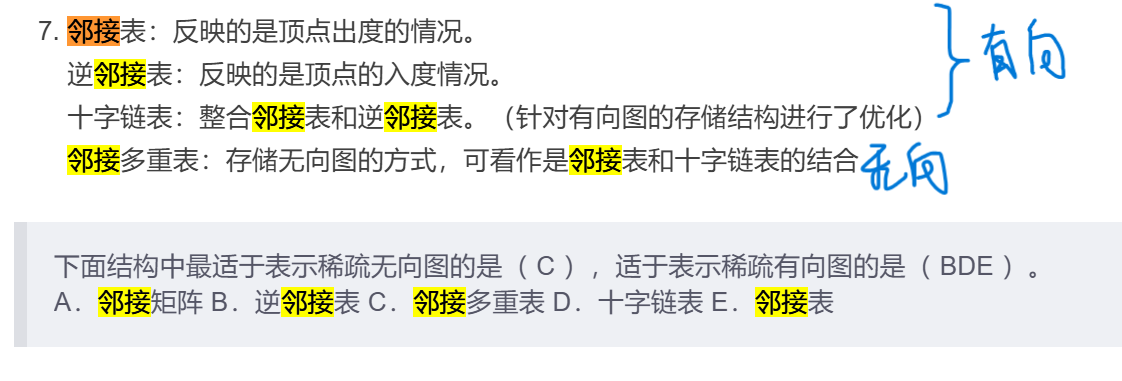 7. 邻接表：反映的是顶点出度的情况。
逆邻接表：反映的是顶点的入度情况。
十字链表：整合邻接表和逆邻接表。（针对有向图的存储结构进行了优化）
有向
邻接多重表：存储无向图的方式，可看作是邻接表和十字链表的结合
无向
下面结构中最适于表示稀疏无向图的是（ C ），适于表示稀疏有向图的是（ BDE ）。
A．邻接矩阵 B．逆邻接表 C．邻接多重表 D．十字链表 E．邻接表